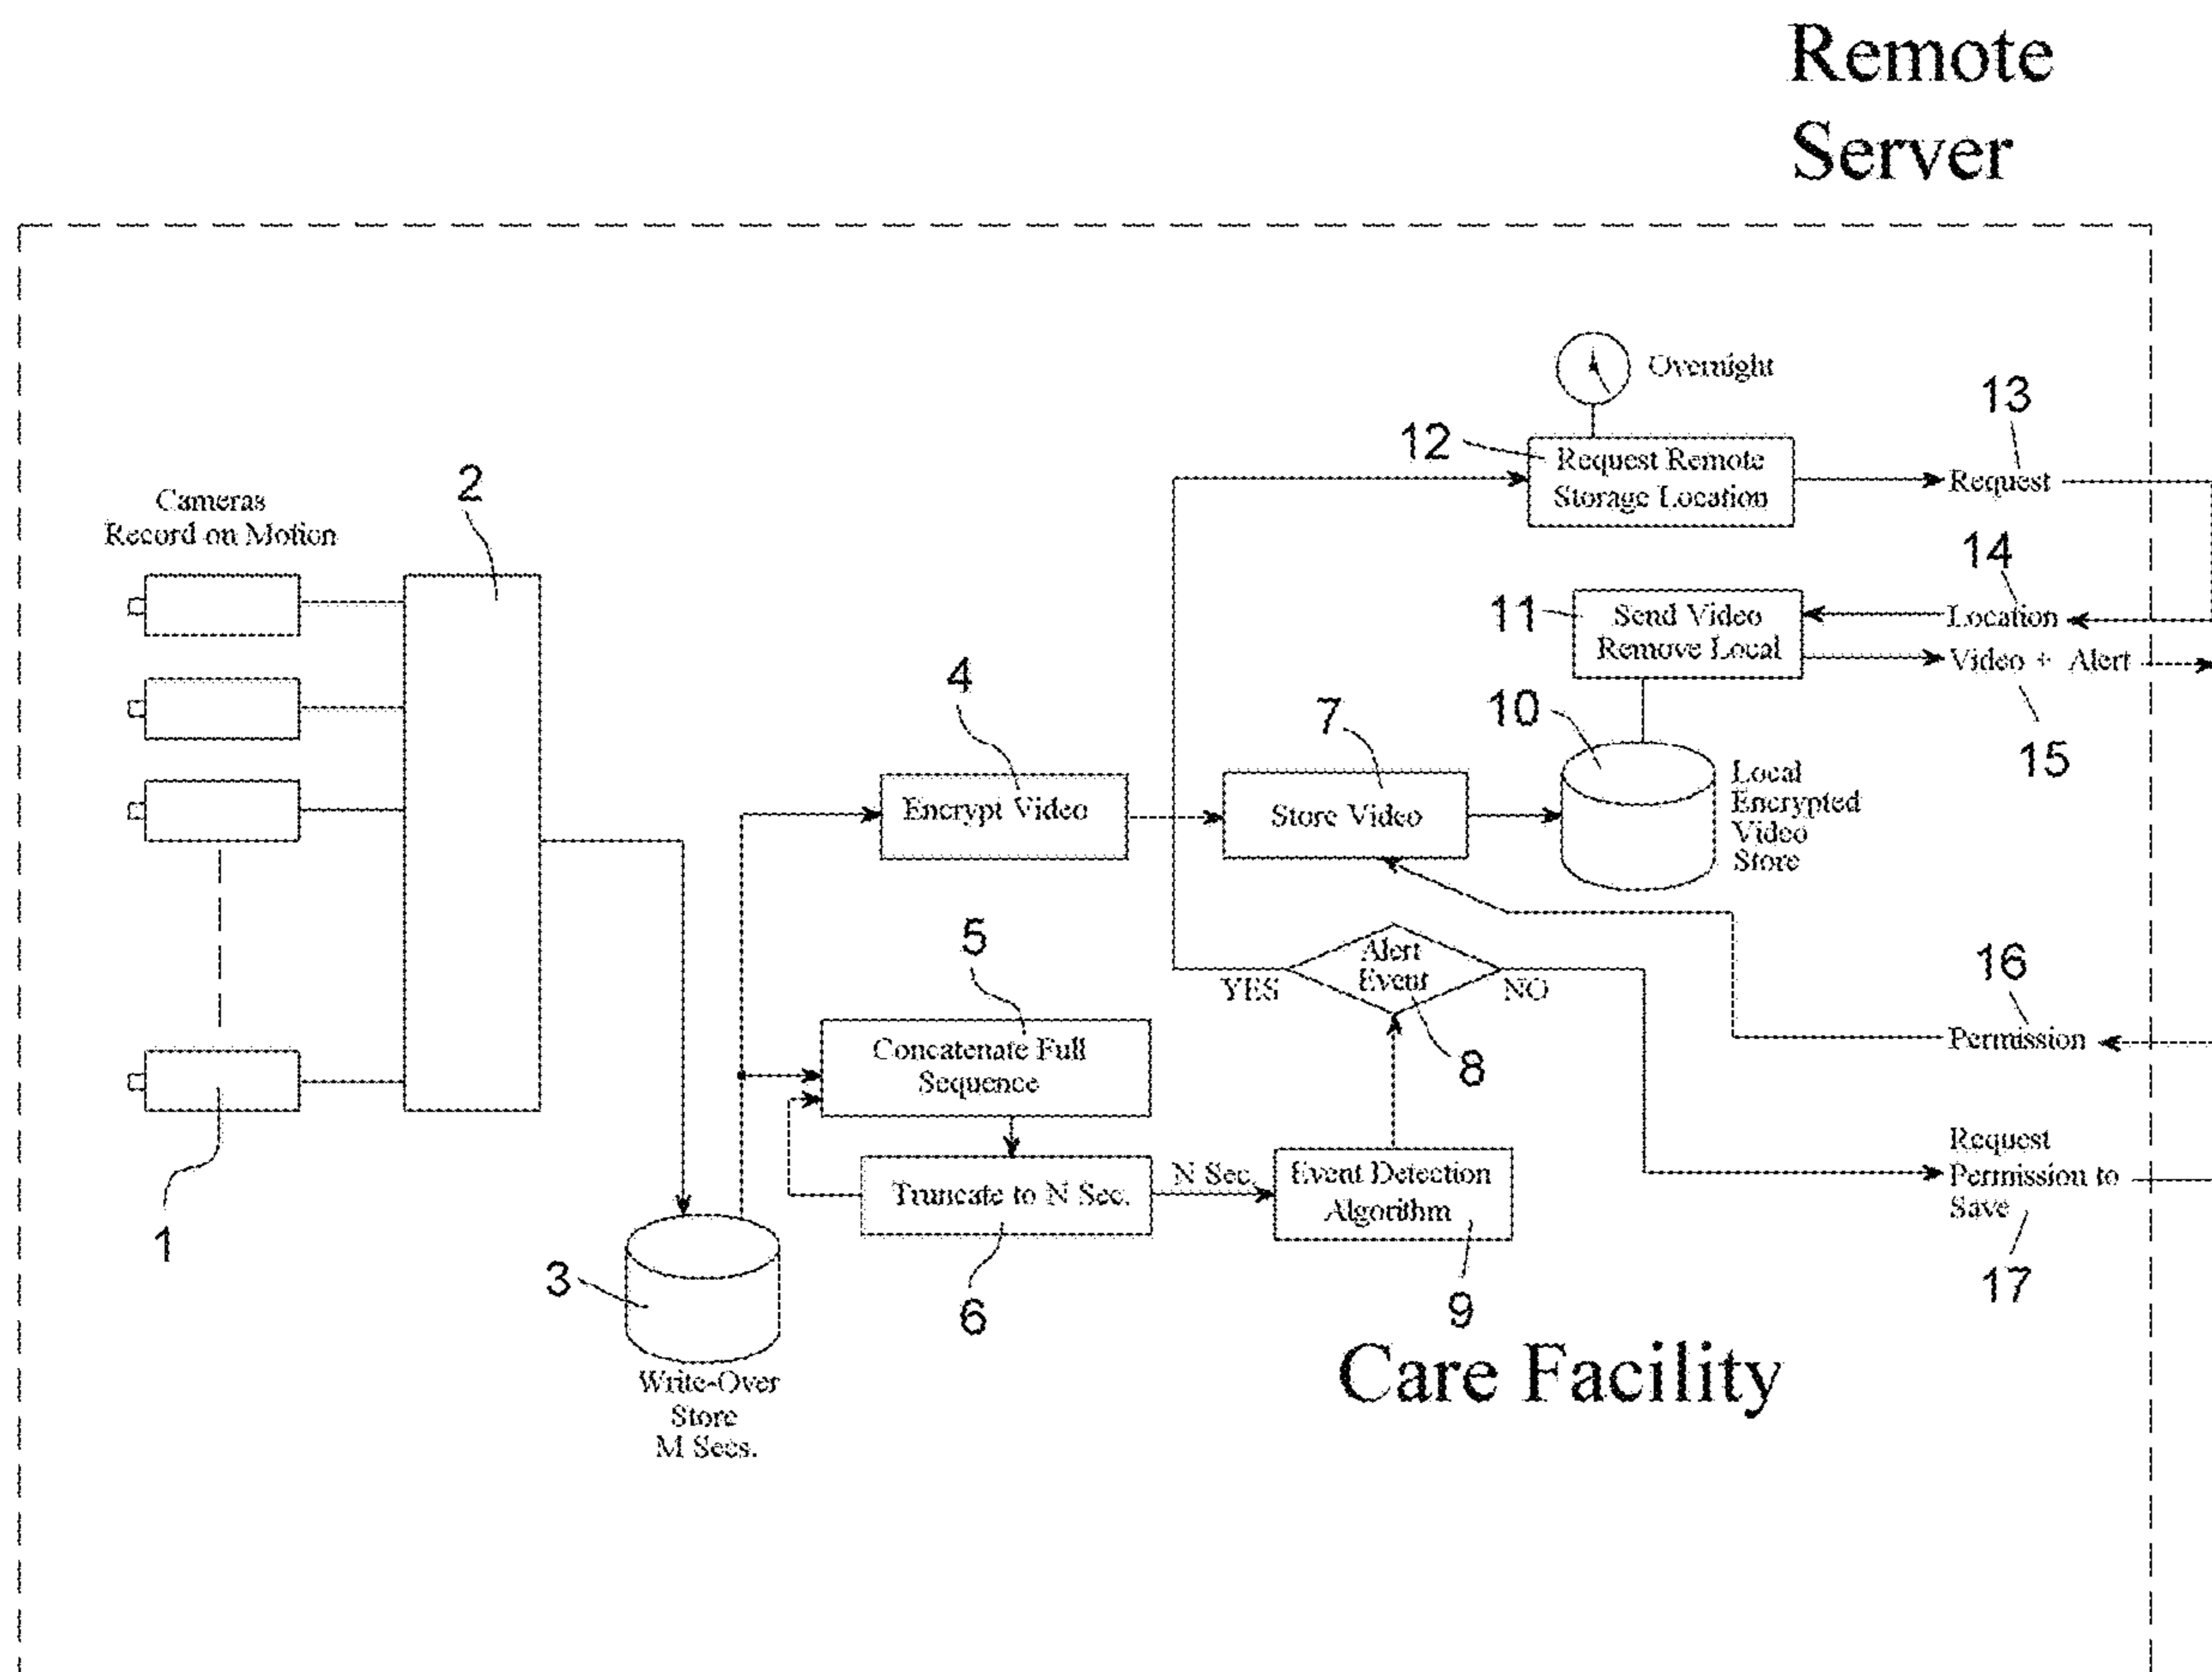 Remote
Server
Overnight
13
12
Request Remote
Storage Location
Request
Cameras
Record on Motion
2
14
11
Send Video
Remove Local
Location
Video + Alert
4
7
10
15
Encrypt Video
Store Video
Local
Encrypted
Video
Store
5
Alert
Event
YES
NO
16
Permission
Concatenate Full
Sequence
8
Request
Permission to
Save
Truncate to N Sec.
N Sec.
Event Detection
Algorithm
1
3
6
9
17
Care Facility
Write-Over
Store
M Secs.